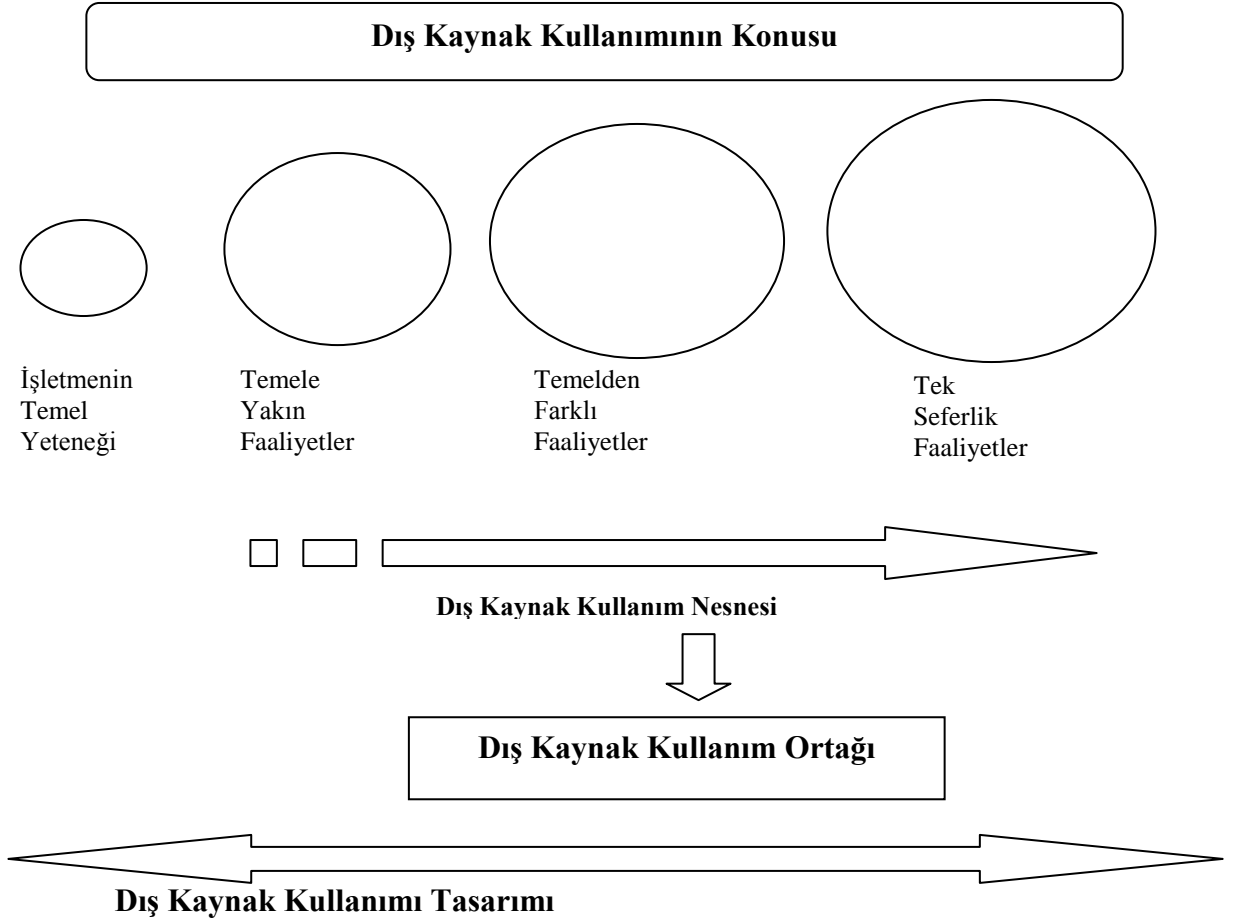 Dış Kaynak Kullanımının Konusu
İşletmenin
Temel
Yeteneği
Temele
Yakın
Faaliyetler
Temelden
Farklı
Faaliyetler
Tek
Seferlik
Faaliyetler
Dış Kaynak Kullanım Nesnesi
Dış Kaynak Kullanım Ortağı
Dış Kaynak Kullanımı Tasarımı